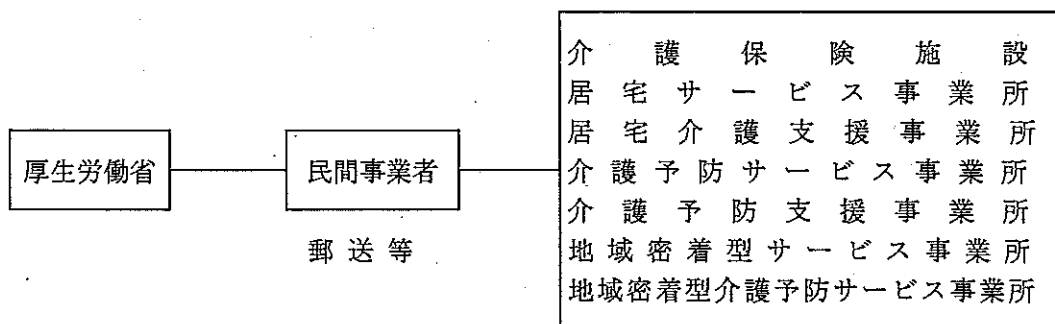 厚生労働省
民間事業者
郵送等
介護保険施設
居宅サービス事業所
居宅介護支援事業所
介護予防サービス事業所
介護予防支援事業所
地域密着型サービス事業所
地域密着型介護予防サービス事業所